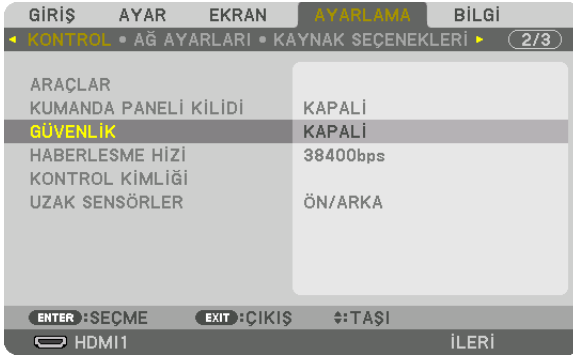 GİRİŞ AYAR EKRAN AYARLAMA BİLGİ
◂ KONTROL • AĞ AYARLARI • KAYNAK SEÇENEKLERİ ▸ 2/3
ARAÇLAR
KUMANDA PANELİ KİLİDİ KAPALİ
GÜVENLİK KAPALİ
HABERLESME HİZİ 38400bps
KONTROL KİMLİĞİ
UZAK SENSÖRLER ÖN/ARKA
ENTER :SEÇME EXIT :ÇIKIŞ ♦:TAŞI
HDMI1 İLERİ